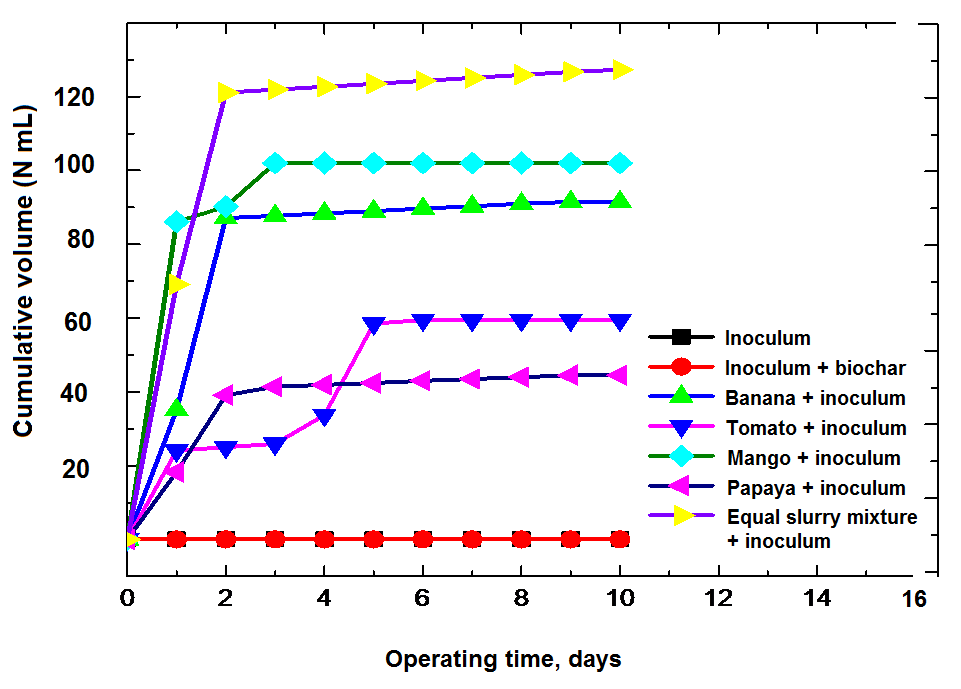 Cumulative volume (N mL)
120
100
80
60
40
20
0
2
4
6
8
10
12
14
16
Operating time, days
Inoculum
Inoculum + biochar
Banana + inoculum
Tomato + inoculum
Mango + inoculum
Papaya + inoculum
Equal slurry mixture
+ inoculum